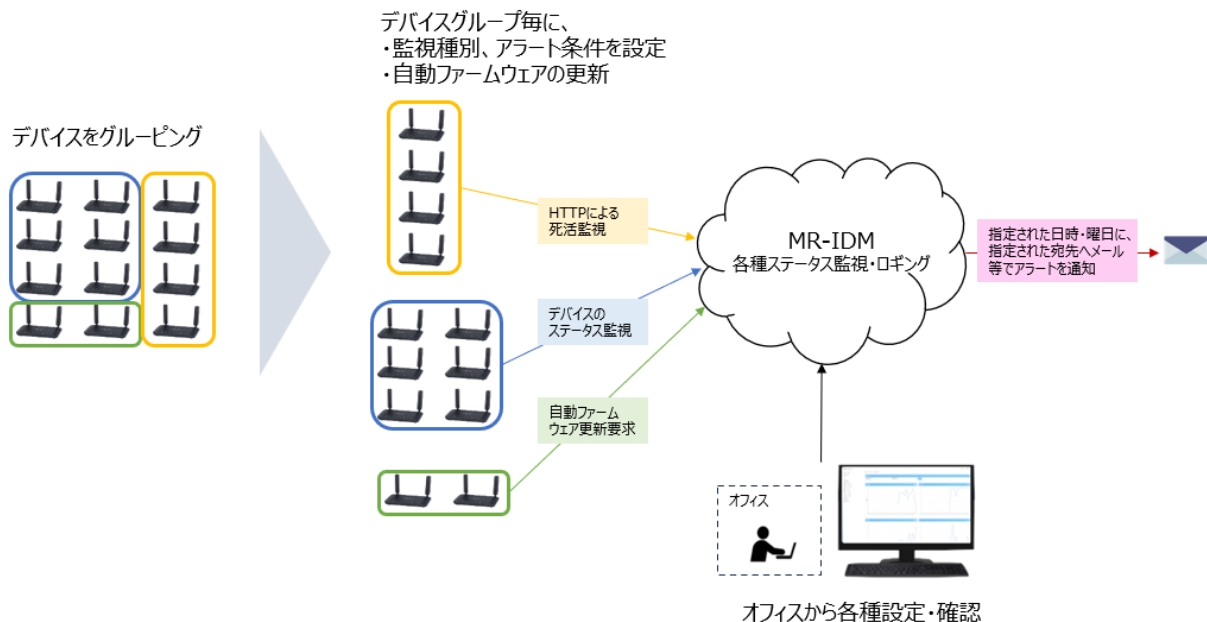 デバイスグループ毎に、
・監視種別、アラート条件を設定
・自動ファームウェアの更新
デバイスをグルーピング
HTTPによる
死活監視
MR-IDM
各種ステータス監視・ロギング
指定された日時・曜日に、
指定された宛先へメール
等でアラートを通知
デバイスの
ステータス監視
自動ファーム
ウェア更新要求
オフィス
オフィスから各種設定・確認